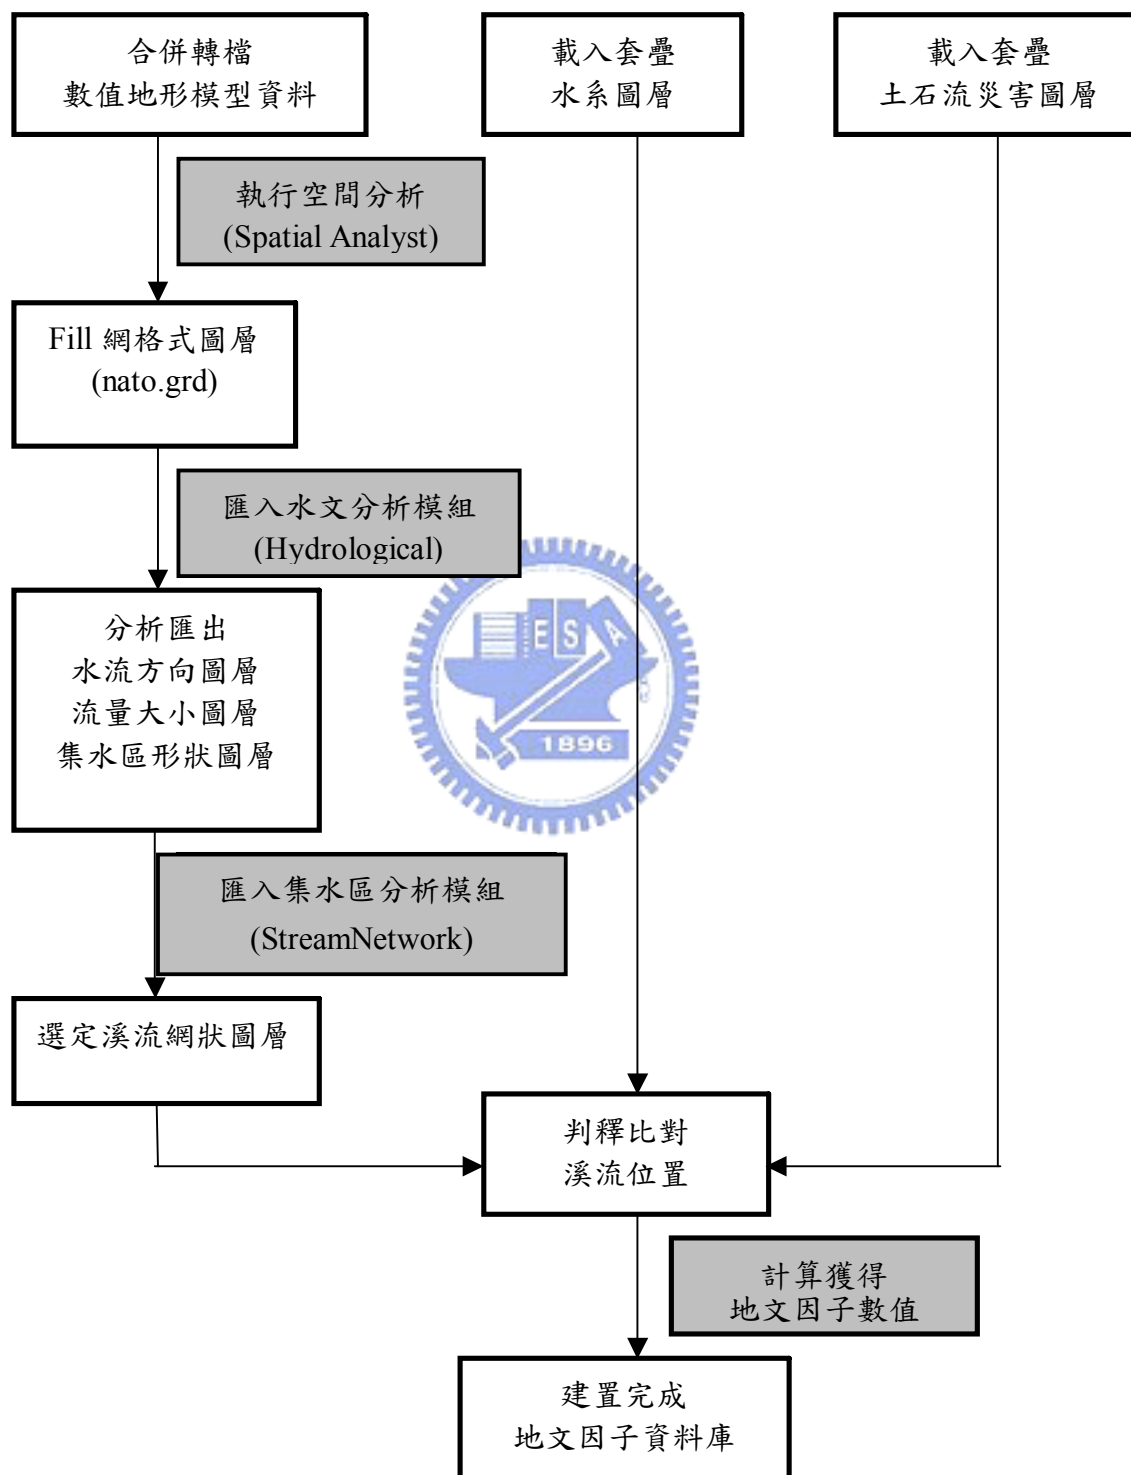 合併轉檔
數值地形模型資料
載入套疊
水系圖層
載入套疊
土石流災害圖層
執行空間分析
(Spatial Analyst)
Fill 網格式圖層
(nato.grd)
匯入水文分析模組
(Hydrological)
分析匯出
水流方向圖層
流量大小圖層
集水區形狀圖層
ESA
1896
匯入集水區分析模組
(StreamNetwork)
選定溪流網狀圖層
判釋比對
溪流位置
計算獲得
地文因子數值
建置完成
地文因子資料庫